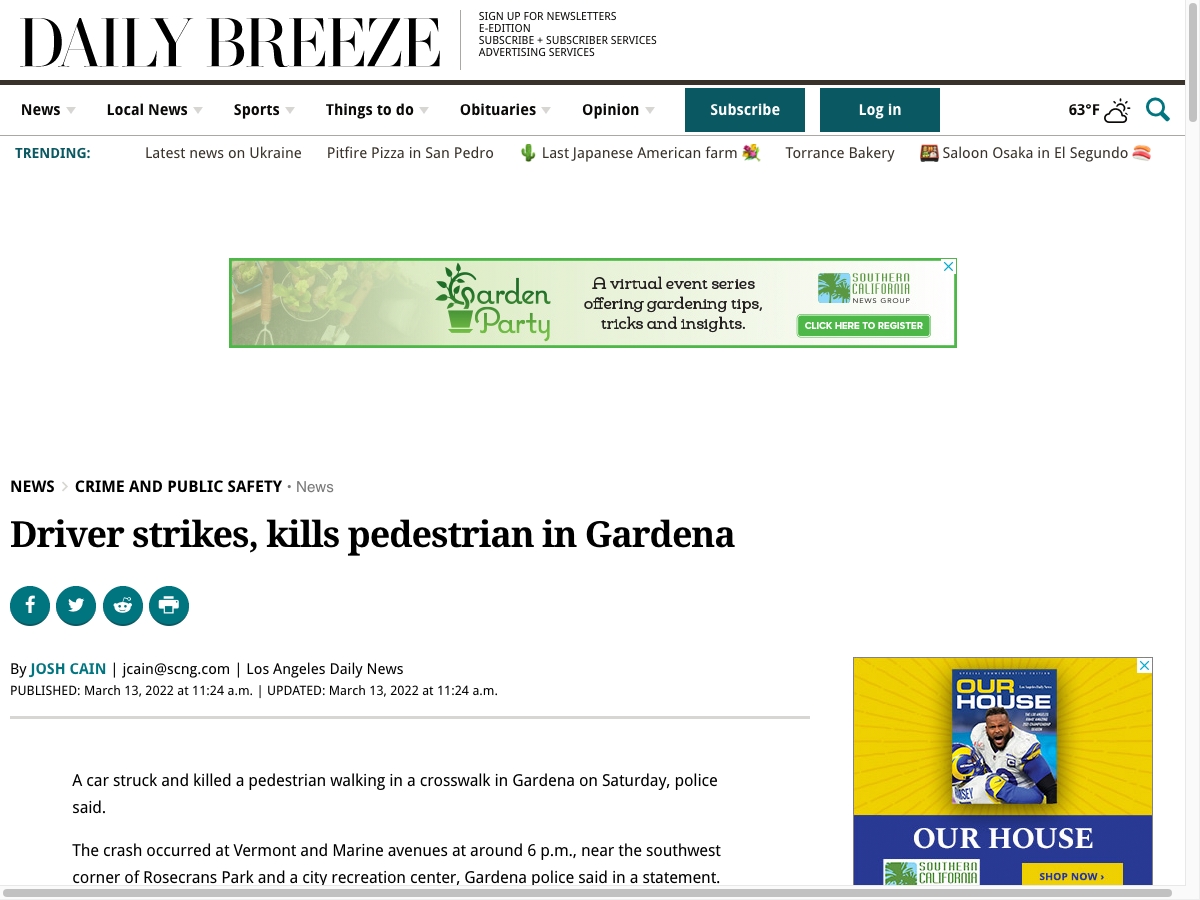 DAILY BREEZE
SIGN UP FOR NEWSLETTERS
E-EDITION
SUBSCRIBE + SUBSCRIBER SERVICES
ADVERTISING SERVICES
News Local News Sports Things to do Obituaries Opinion Subscribe Log in 63°F
TRENDING: Latest news on Ukraine Pitfire Pizza in San Pedro 🌵 Last Japanese American farm 💐 Torrance Bakery 🍱 Saloon Osaka in El Segundo 🍣
Garden
Party
A virtual event series
offering gardening tips,
tricks and insights.
SOUTHERN
CALIFORNIA
NEWS GROUP
CLICK HERE TO REGISTER
NEWS > CRIME AND PUBLIC SAFETY • News
Driver strikes, kills pedestrian in Gardena
By JOSH CAIN | jcain@scng.com | Los Angeles Daily News
PUBLISHED: March 13, 2022 at 11:24 a.m. | UPDATED: March 13, 2022 at 11:24 a.m.
A car struck and killed a pedestrian walking in a crosswalk in Gardena on Saturday, police
said.
The crash occurred at Vermont and Marine avenues at around 6 p.m., near the southwest
corner of Rosecrans Park and a city recreation center, Gardena police said in a statement.
OUR
HOUSE
OUR HOUSE
SOUTHERN
CALIFORNIA
SHOP NOW ›